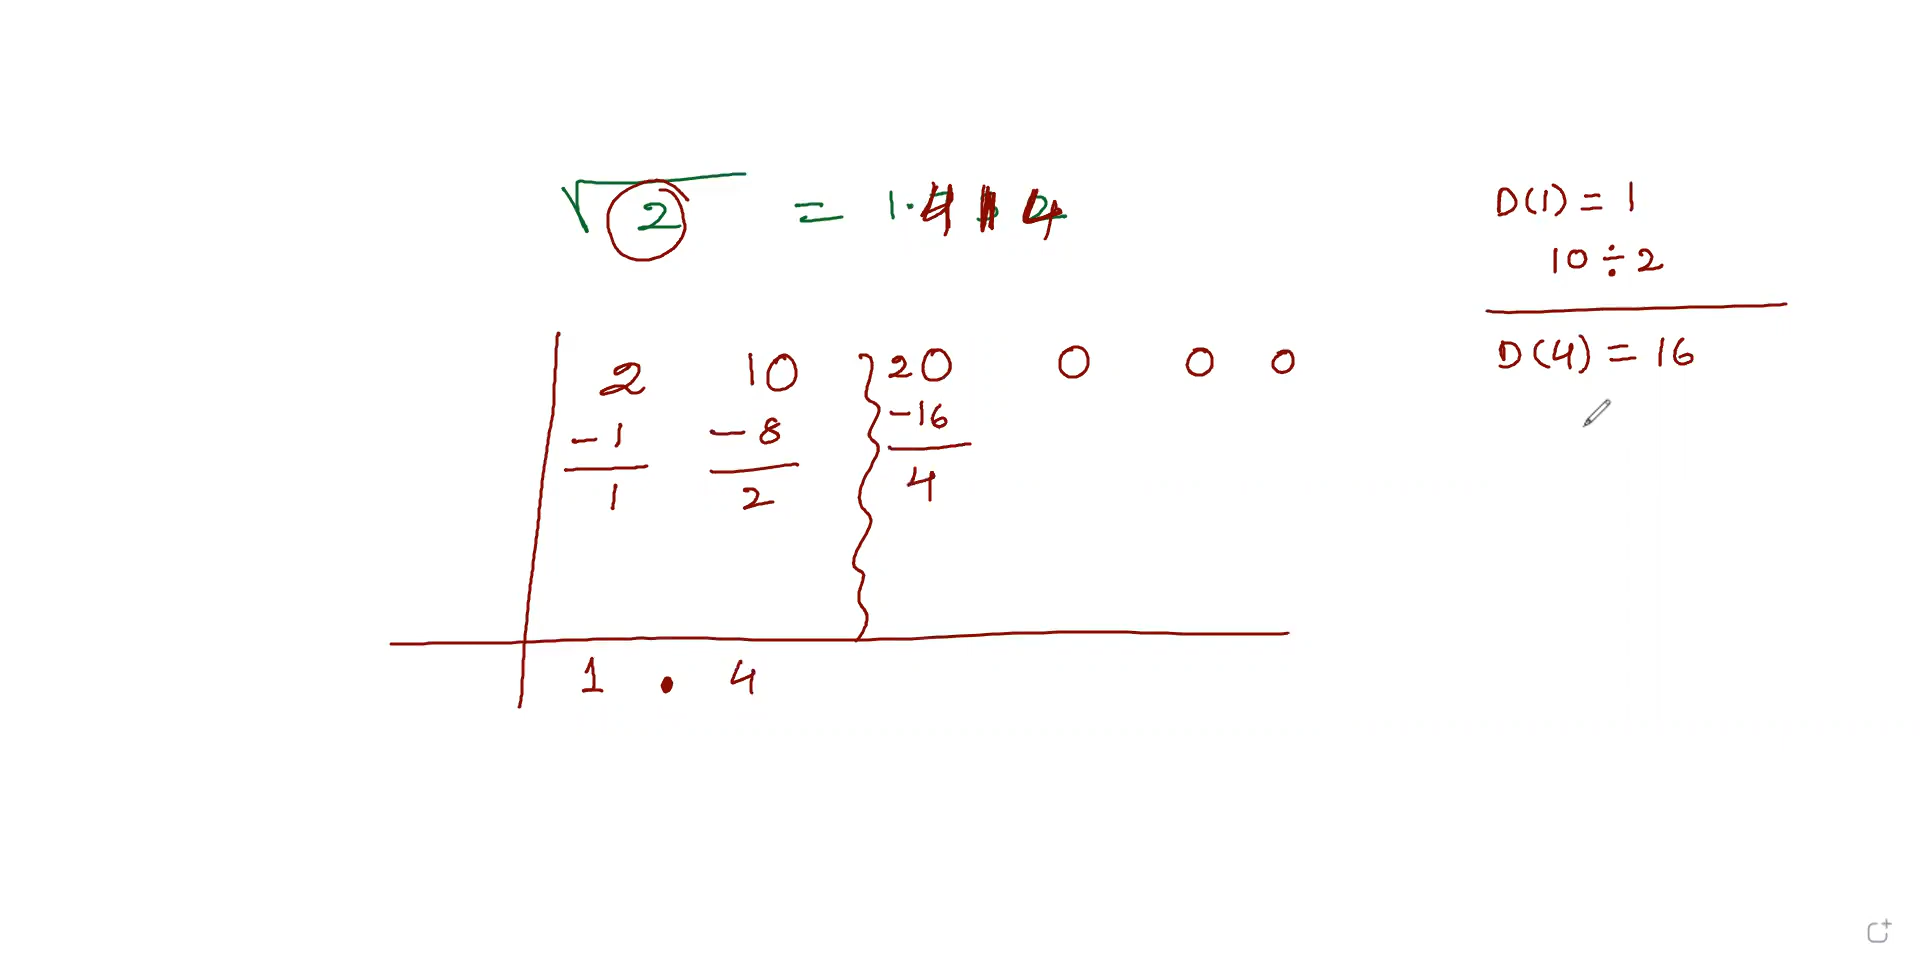 √2 = 1.414
D(1) = 1
10 ÷ 2
D(4) = 16
2 10 20 0 0 0
-1 -8 -16
1 2 4
1 . 4